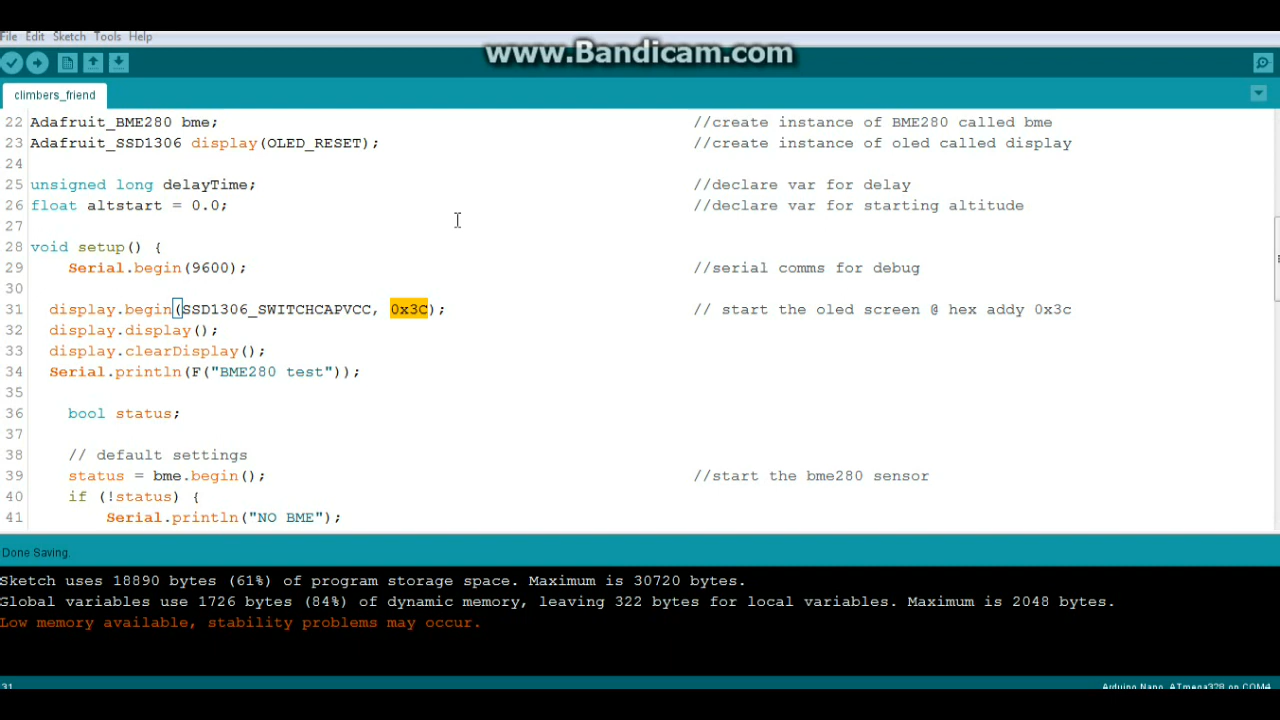 www.Bandicam.com
File Edit Sketch Tools Help
climbers_friend
22 Adafruit_BME280 bme; //create instance of BME280 called bme
23 Adafruit_SSD1306 display(OLED_RESET); //create instance of oled called display
24
25 unsigned long delayTime; //declare var for delay
26 float altstart = 0.0; //declare var for starting altitude
27
28 void setup() {
29 Serial.begin(9600); //serial comms for debug
30
31 display.begin(SSD1306_SWITCHCAPVCC, 0x3C); // start the oled screen @ hex addy 0x3c
32 display.display();
33 display.clearDisplay();
34 Serial.println(F("BME280 test"));
35
36 bool status;
37
38 // default settings
39 status = bme.begin(); //start the bme280 sensor
40 if (!status) {
41 Serial.println("NO BME");
Done Saving.
Sketch uses 18890 bytes (61%) of program storage space. Maximum is 30720 bytes.
Global variables use 1726 bytes (84%) of dynamic memory, leaving 322 bytes for local variables. Maximum is 2048 bytes.
Low memory available, stability problems may occur.
31 Arduino Nano, ATmega328 on COM4